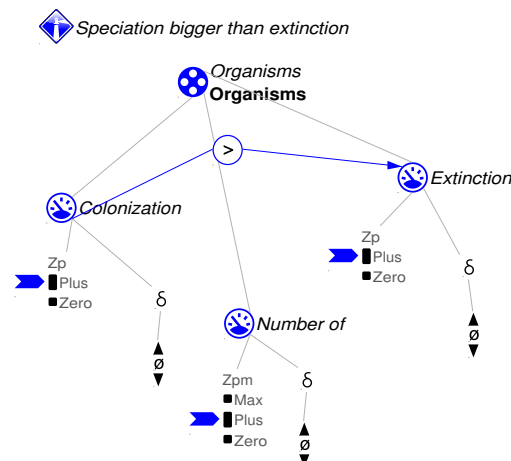 Speciation bigger than extinction
Organisms
Organisms
>
Extinction
Colonization
Zp
Plus
Zero
δ
Zp
Plus
Zero
δ
ø
Number of
ø
Zpm
Max
Plus
Zero
δ
ø